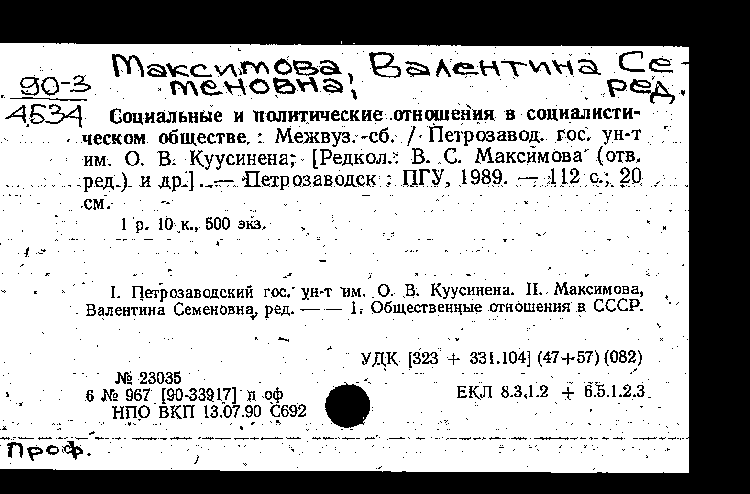 Максимова, Валентина Се-
90-3 меновна, ред.
4534 Социальные и политические отношения в социалисти-
ческом обществе. : Межвуз. сб. / Петрозавод. гос. ун-т
им. О. В. Куусинена; [Редкол.: В. С. Максимова (отв.
ред.) и др.]. — Петрозаводск : ПГУ, 1989. — 112 с.; 20
см.
1 р. 10 к., 500 экз.
I. Петрозаводский гос. ун-т им. О. В. Куусинена. II. Максимова,
Валентина Семеновна, ред. — — 1. Общественные отношения в СССР.
УДК [323 + 331.104] (47+57) (082)
№ 23035
6 № 967 [90-33917] п оф ЕКЛ 8.3.1.2 + 6.5.1.2.3
НПО ВКП 13.07.90 С692
Проф.